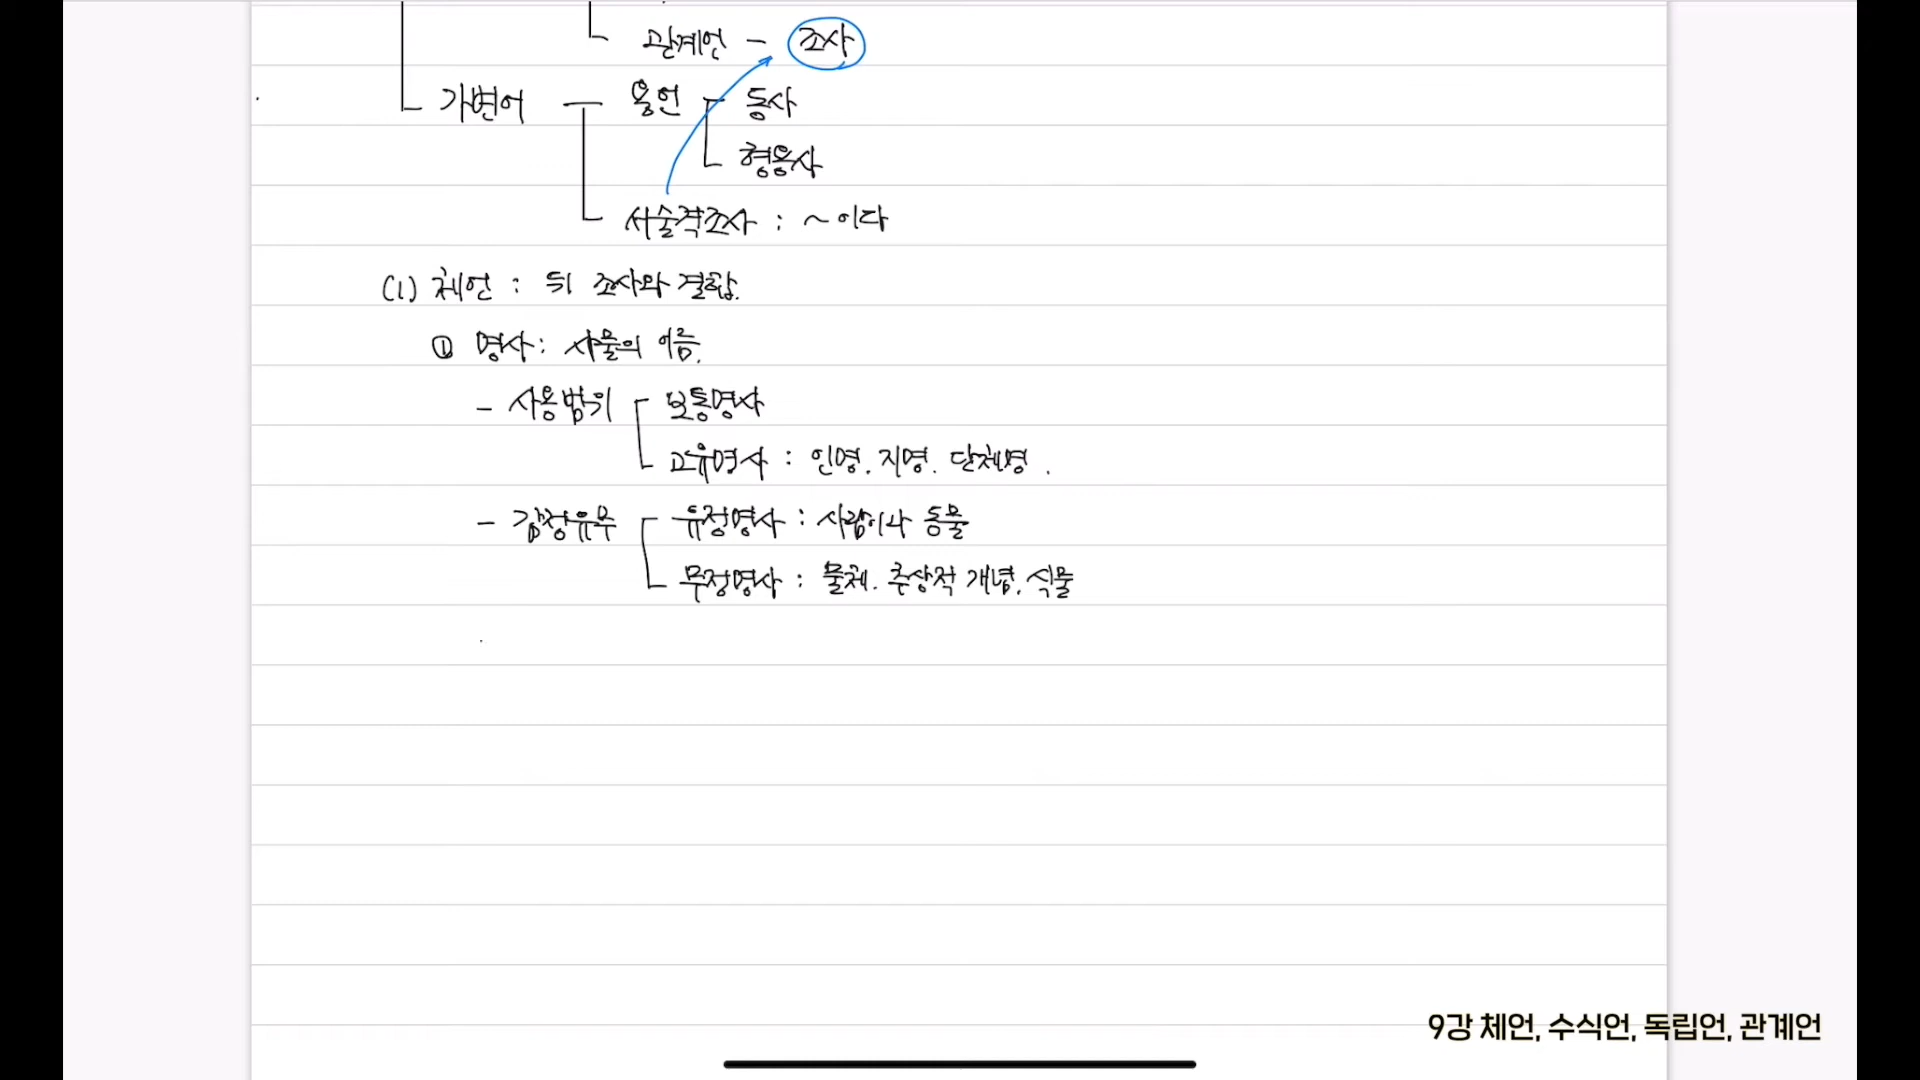 관계언 - 조사
가변어 용언 동사
형용사
서술격조사 : ~이다
(1) 체언 : 뒤 조사와 결합.
① 명사 : 사물의 이름.
- 사용범위 보통명사
고유명사 : 인명. 지명. 단체명.
- 감정유무 유정명사 : 사람이나 동물
무정명사 : 물체. 추상적 개념. 식물
9강 체언, 수식언, 독립언, 관계언